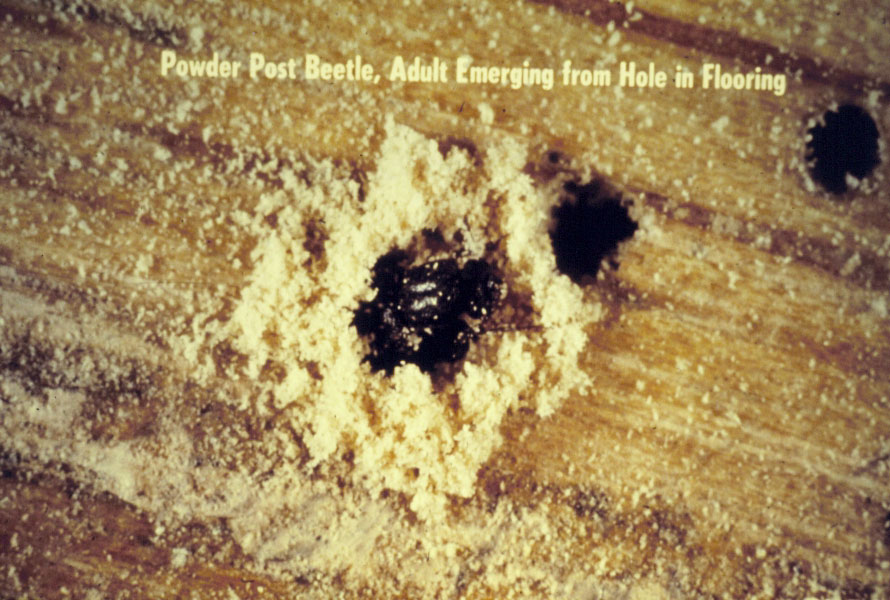 Powder Post Beetle, Adult Emerging from Hole in Flooring